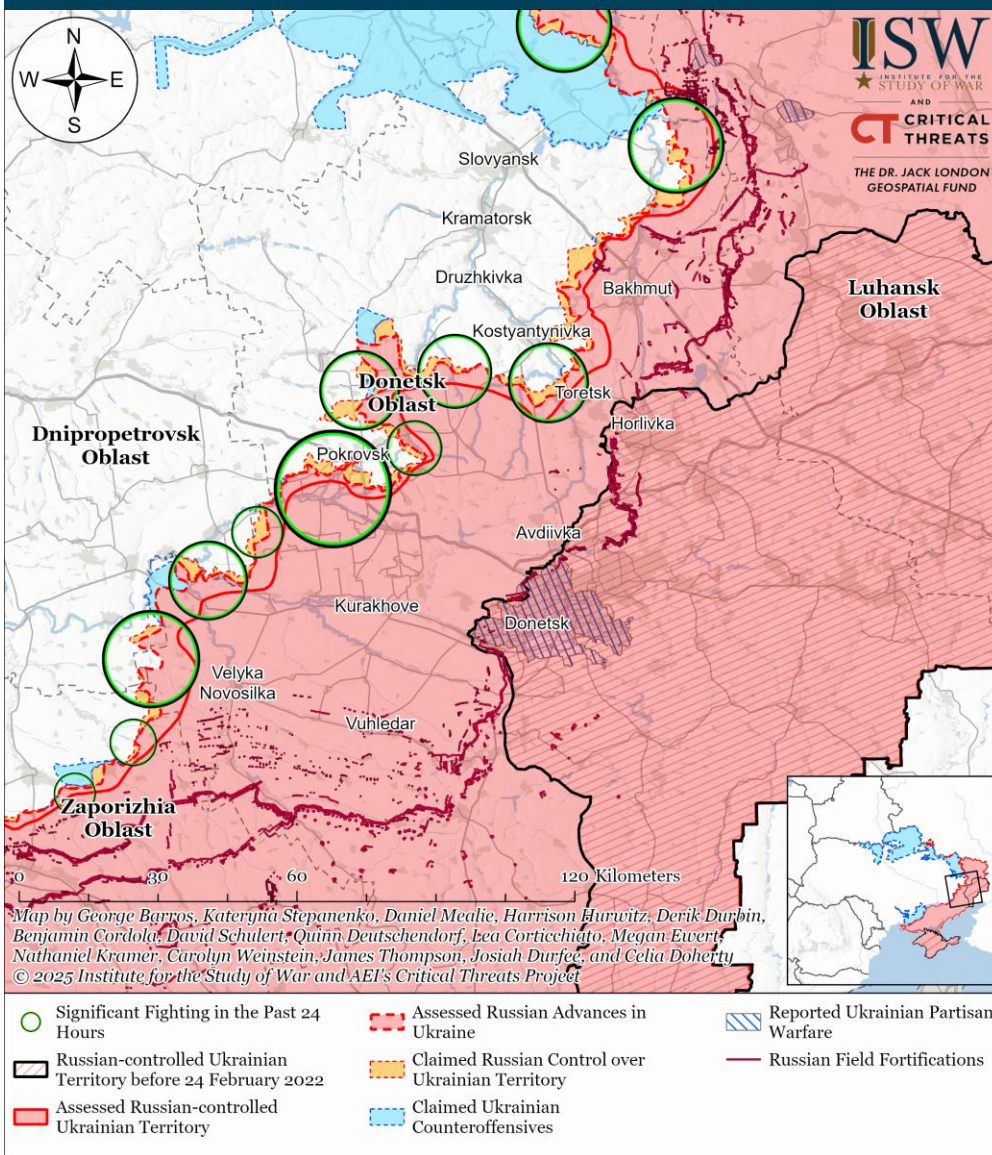 N
W E
S
ISW
INSTITUTE FOR THE
STUDY OF WAR
AND
CT CRITICAL
THREATS
THE DR. JACK LONDON
GEOSPATIAL FUND
Slovyansk
Kramatorsk
Druzhkivka
Bakhmut
Luhansk
Oblast
Kostyantynivka
Donetsk
Oblast
Toretsk
Horlivka
Dnipropetrovsk
Oblast
Pokrovsk
Avdiivka
Kurakhove
Donetsk
Velyka
Novosilka
Vuhledar
Zaporizhia
Oblast
0 30 60 120 Kilometers
Map by George Barros, Kateryna Stepanenko, Daniel Mealie, Harrison Hurwitz, Derik Durbin,
Benjamin Cordola, David Schulert, Quinn Deutschendorf, Lea Corticchiato, Megan Ewert,
Nathaniel Kramer, Carolyn Weinstein, James Thompson, Josiah Durfee, and Celia Doherty
© 2025 Institute for the Study of War and AEI's Critical Threats Project
Significant Fighting in the Past 24
Hours
Russian-controlled Ukrainian
Territory before 24 February 2022
Assessed Russian-controlled
Ukrainian Territory
Assessed Russian Advances in
Ukraine
Claimed Russian Control over
Ukrainian Territory
Claimed Ukrainian
Counteroffensives
Reported Ukrainian Partisan
Warfare
Russian Field Fortifications